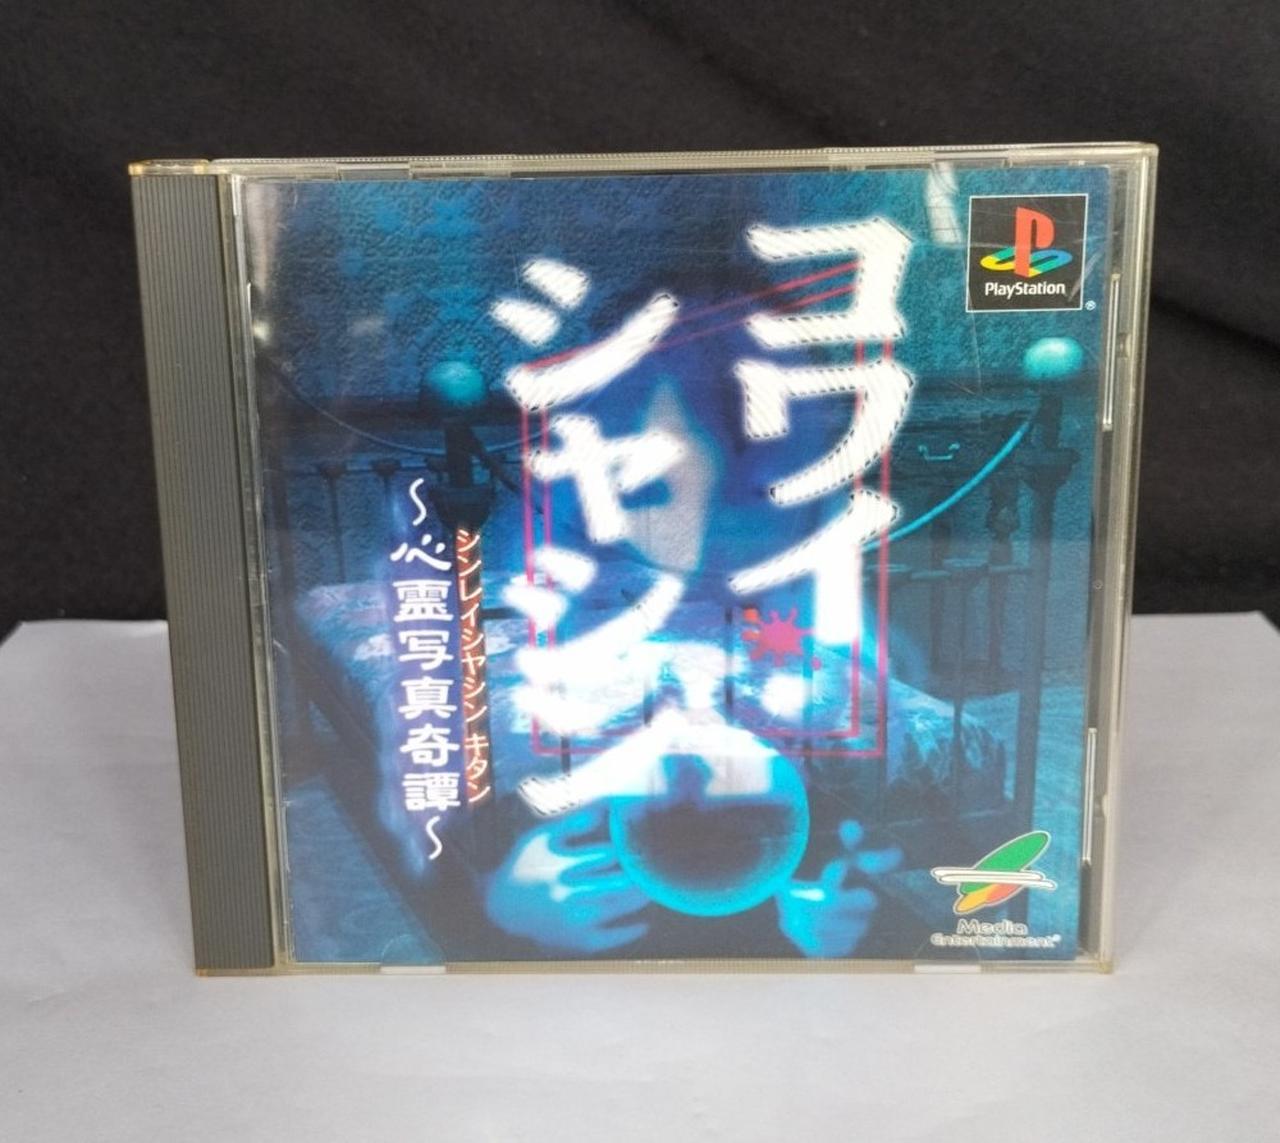 コワイ・
シャシン
シンレイシャシンキタン
～心霊写真奇譚～
PlayStation
®
Media
Entertainment®